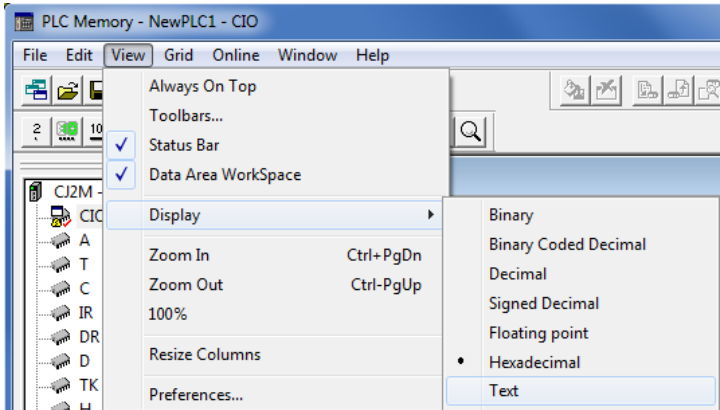 PLC Memory - NewPLC1 - CIO
File Edit View Grid Online Window Help
Always On Top
Toolbars...
2 10
Status Bar
Data Area WorkSpace
CJ2M -
CIO
Display
Binary
A
Binary Coded Decimal
Zoom In Ctrl+PgDn
T
Decimal
Zoom Out Ctrl-PgUp
C
Signed Decimal
100%
IR
Floating point
DR
Resize Columns
Hexadecimal
D
TK
Preferences...
Text
H